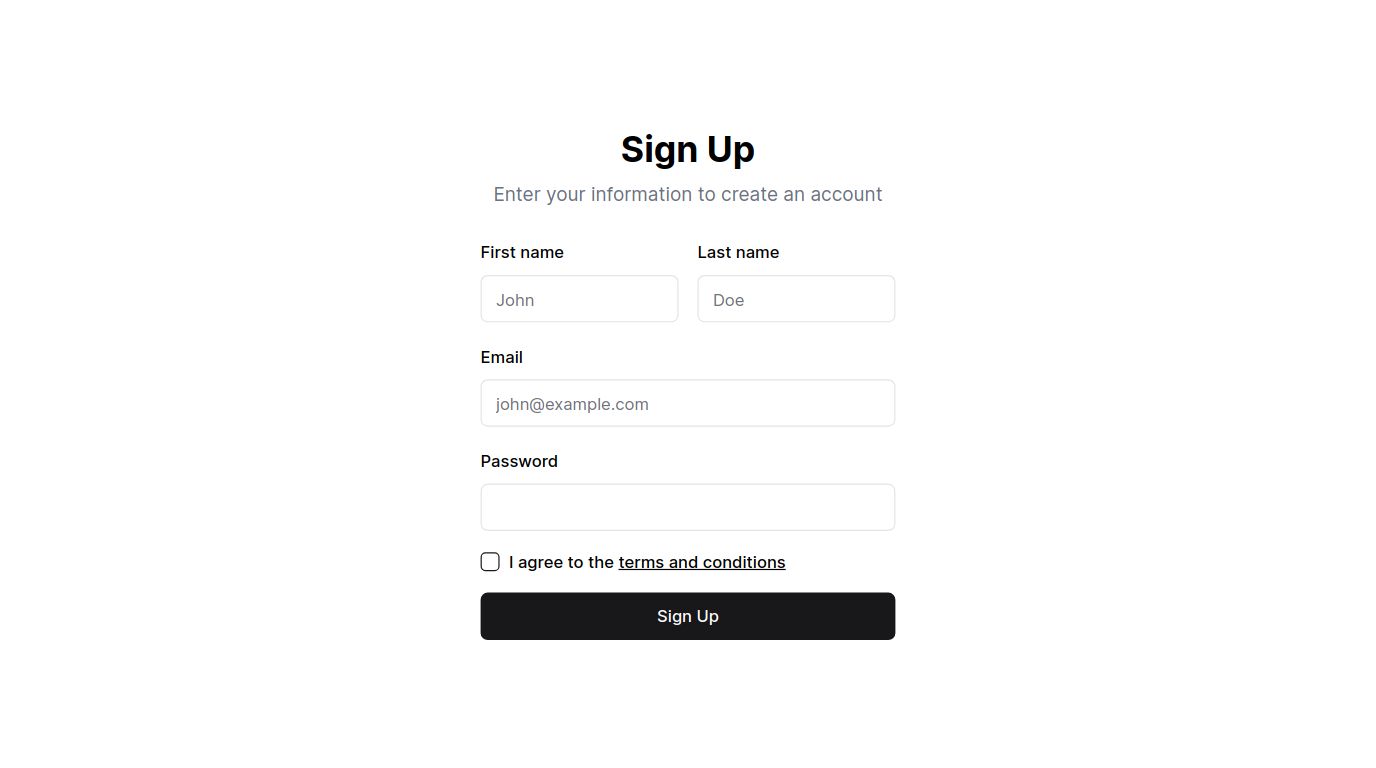 Sign Up
Enter your information to create an account
First name Last name
John Doe
Email
john@example.com
Password
I agree to the terms and conditions
Sign Up